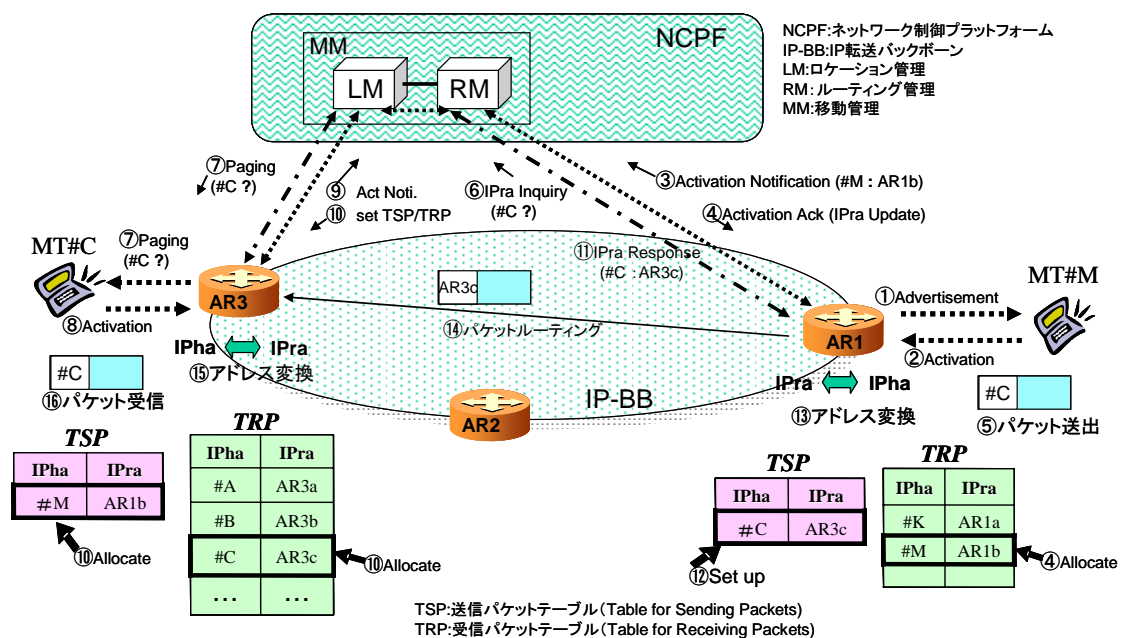 NCPF
MM
LM
RM
NCPF:ネットワーク制御プラットフォーム
IP-BB:IP転送バックボーン
LM:ロケーション管理
RM:ルーティング管理
MM:移動管理
⑦Paging
(#C ?)
⑨ Act Noti.
⑩ set TSP/TRP
⑥IPra Inquiry
(#C ?)
③Activation Notification (#M : AR1b)
④Activation Ack (IPra Update)
MT#C
⑦Paging
(#C ?)
⑧Activation
AR3
AR3c
⑪IPra Response
(#C : AR3c)
⑭パケットルーティング
AR1
MT#M
①Advertisement
②Activation
IPha
IPra
⑮アドレス変換
#C
⑯パケット受信
IP-BB
AR2
IPra
IPha
⑬アドレス変換
#C
⑤パケット送出
TSP
IPha IPra
#M AR1b
⑩Allocate
TRP
IPha IPra
#A AR3a
#B AR3b
#C AR3c
... ...
⑩Allocate
TSP
IPha IPra
#C AR3c
⑫Set up
TRP
IPha IPra
#K AR1a
#M AR1b
④Allocate
TSP:送信パケットテーブル(Table for Sending Packets)
TRP:受信パケットテーブル(Table for Receiving Packets)